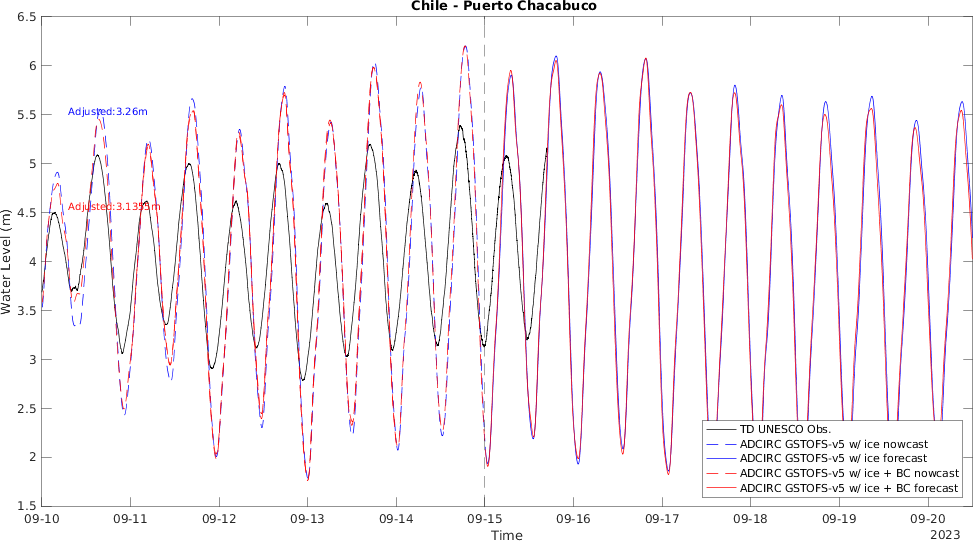 Chile - Puerto Chacabuco
6.5
6
5.5
5
4.5
4
3.5
3
2.5
2
1.5
Water Level (m)
Adjusted:3.26m
Adjusted:3.1355m
TD UNESCO Obs.
ADCIRC GSTOFS-v5 w/ ice nowcast
ADCIRC GSTOFS-v5 w/ ice forecast
ADCIRC GSTOFS-v5 w/ ice + BC nowcast
ADCIRC GSTOFS-v5 w/ ice + BC forecast
09-10 09-11 09-12 09-13 09-14 09-15 09-16 09-17 09-18 09-19 09-20
Time
2023